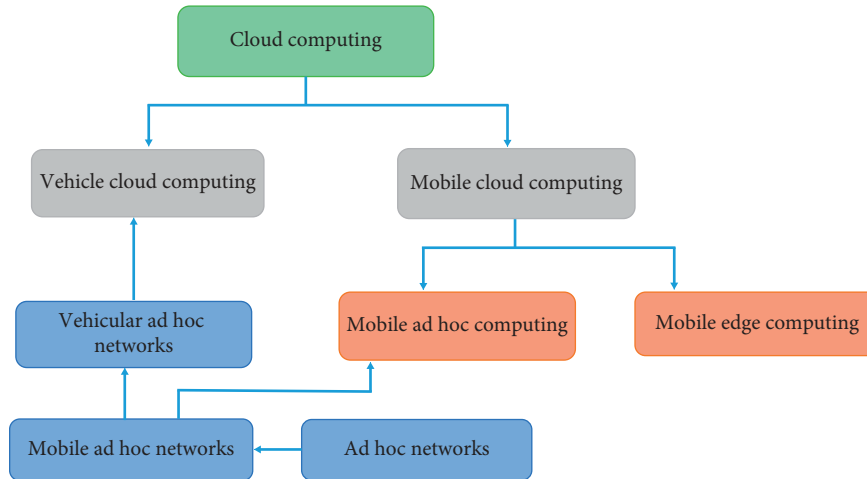 Cloud computing
Vehicle cloud computing
Mobile cloud computing
Vehicular ad hoc
networks
Mobile ad hoc computing
Mobile edge computing
Mobile ad hoc networks
Ad hoc networks